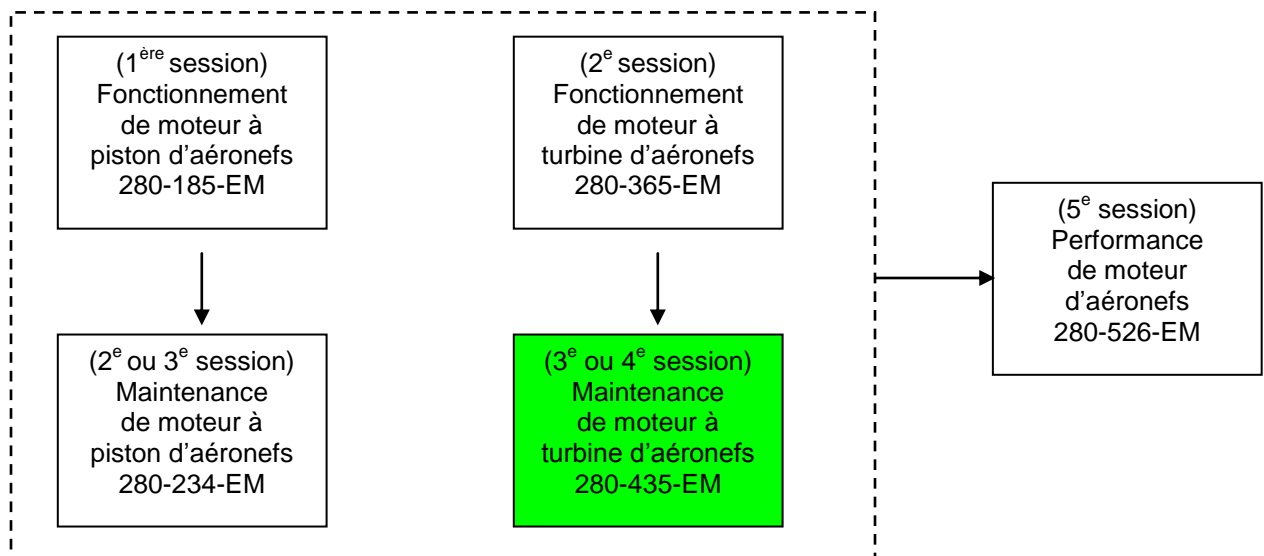 (1ère session)
Fonctionnement
de moteur à
piston d’aéronefs
280-185-EM
(2e session)
Fonctionnement
de moteur à
turbine d’aéronefs
280-365-EM
(5e session)
Performance
de moteur
d’aéronefs
280-526-EM
(2e ou 3e session)
Maintenance
de moteur à
piston d’aéronefs
280-234-EM
(3e ou 4e session)
Maintenance
de moteur à
turbine d’aéronefs
280-435-EM